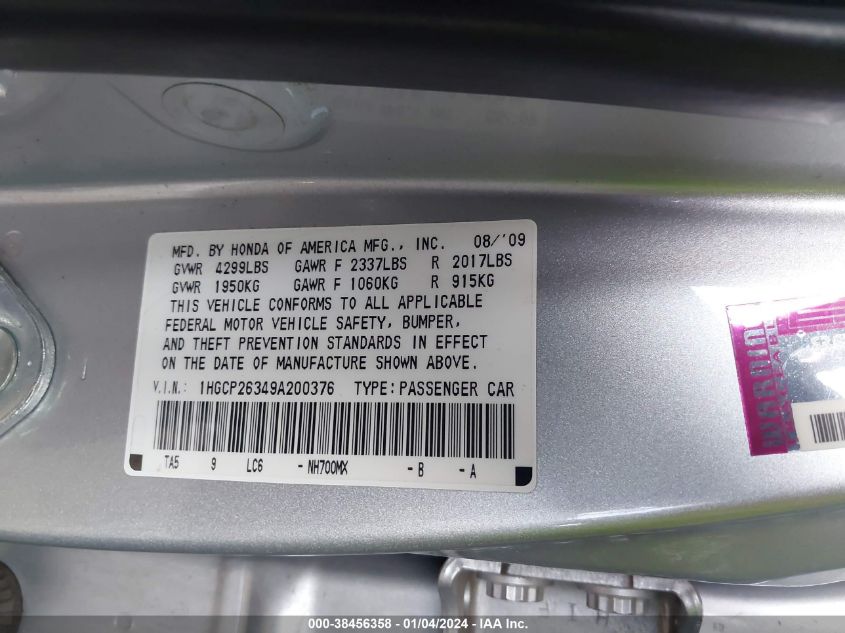 MFD. BY HONDA OF AMERICA MFG., INC. 08/'09
GVWR 4299LBS GAWR F 2337LBS R 2017LBS
GVWR 1950KG GAWR F 1060KG R 915KG
THIS VEHICLE CONFORMS TO ALL APPLICABLE
FEDERAL MOTOR VEHICLE SAFETY, BUMPER,
AND THEFT PREVENTION STANDARDS IN EFFECT
ON THE DATE OF MANUFACTURE SHOWN ABOVE.
V.I.N.: 1HGCP26349A200376 TYPE:PASSENGER CAR
TA5 9 LC6 -NH700MX -B -A
000-38456358 - 01/04/2024 - IAA Inc.